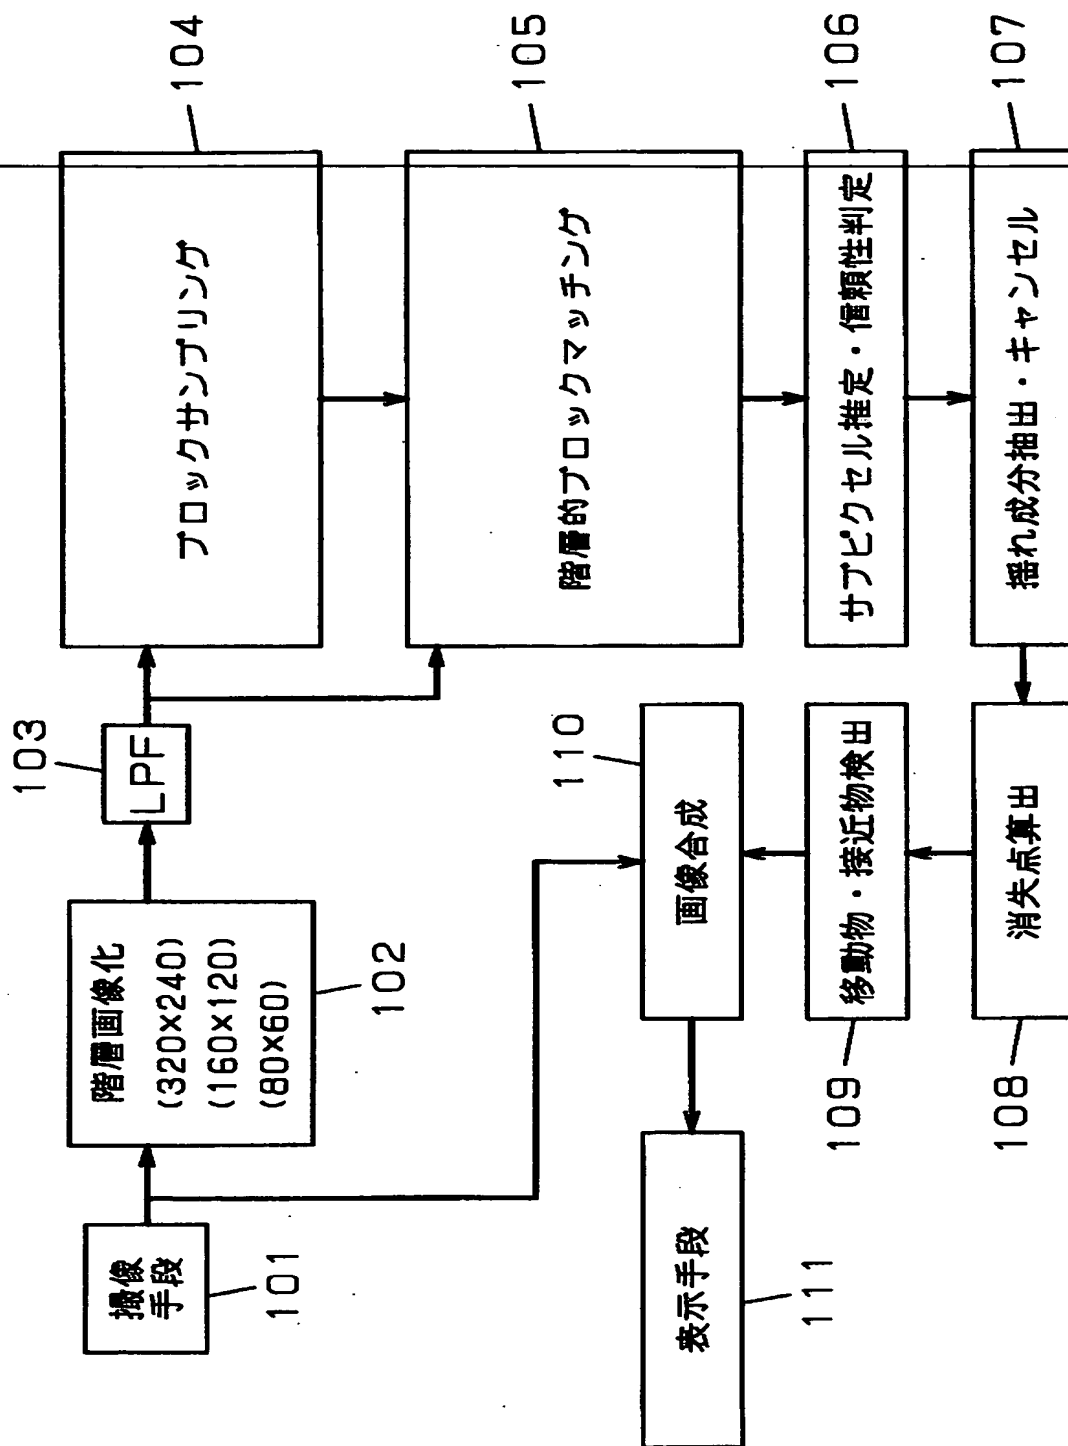 撮像
手段
101
階層画像化
(320×240)
(160×120)
(80×60)
102
LPF
103
ブロックサンプリング
104
階層的ブロックマッチング
105
サブピクセル推定・信頼性判定
106
揺れ成分抽出・キャンセル
107
消失点算出
108
移動物・接近物検出
109
画像合成
110
表示手段
111